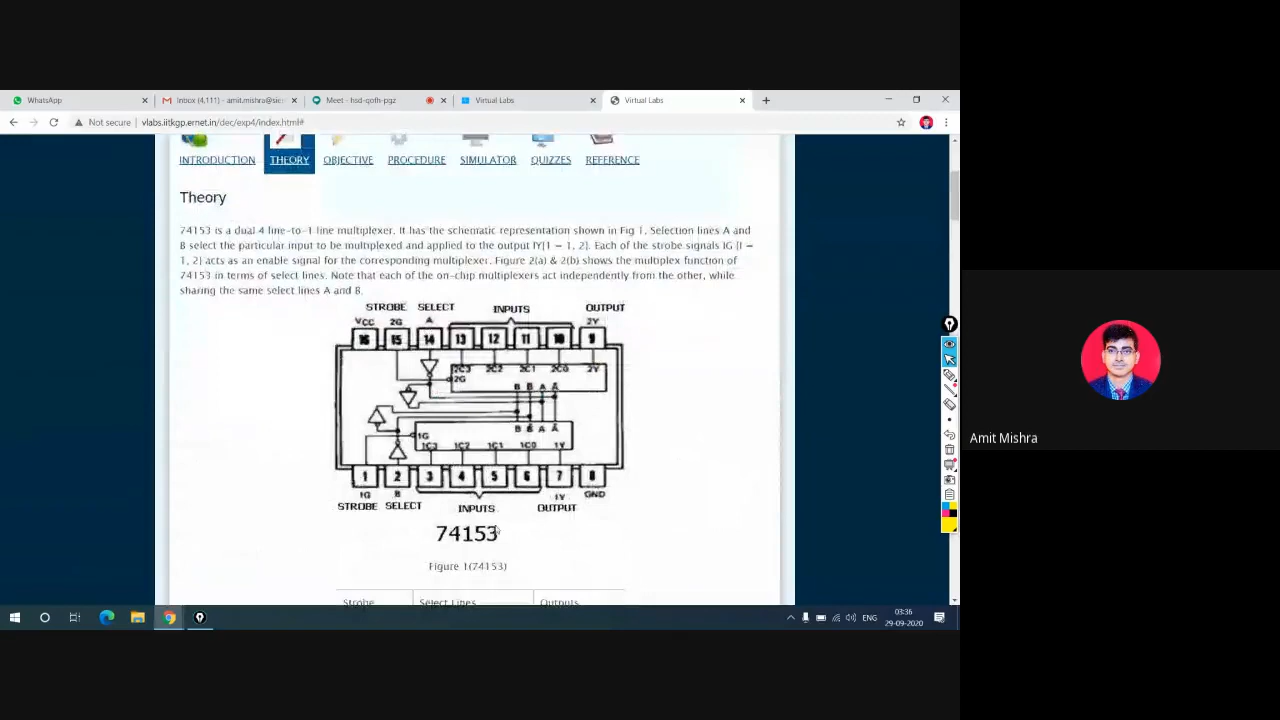 WhatsApp
Inbox (4,111) - amit.mishra@sie
Meet - hsd-qofh-pgz
Virtual Labs
Virtual Labs
Not secure
vlabs.iitkgp.ernet.in/dec/exp4/index.html#
INTRODUCTION THEORY OBJECTIVE PROCEDURE SIMULATOR QUIZZES REFERENCE
Theory
74153 is a dual 4 line-to-1 line multiplexer. It has the schematic representation shown in Fig 1. Selection lines A and
B select the particular input to be multiplexed and applied to the output IY{1 = 1, 2}. Each of the strobe signals IG {I =
1, 2} acts as an enable signal for the corresponding multiplexer. Figure 2(a) & 2(b) shows the multiplex function of
74153 in terms of select lines. Note that each of the on-chip multiplexers act independently from the other, while
sharing the same select lines A and B.
STROBE SELECT INPUTS OUTPUT
VCC 2G A 2Y
16 15 14 13 12 11 10 9
2C3 2C2 2C1 2C0 2Y
2G
B B A A
B B A A
1G
1C3 1C2 1C1 1C0 1Y
1 2 3 4 5 6 7 8
1G B 1Y GND
STROBE SELECT INPUTS OUTPUT
74153
Figure 1(74153)
Strobe Select Lines Outputs
Amit Mishra
ENG
03:36
29-09-2020